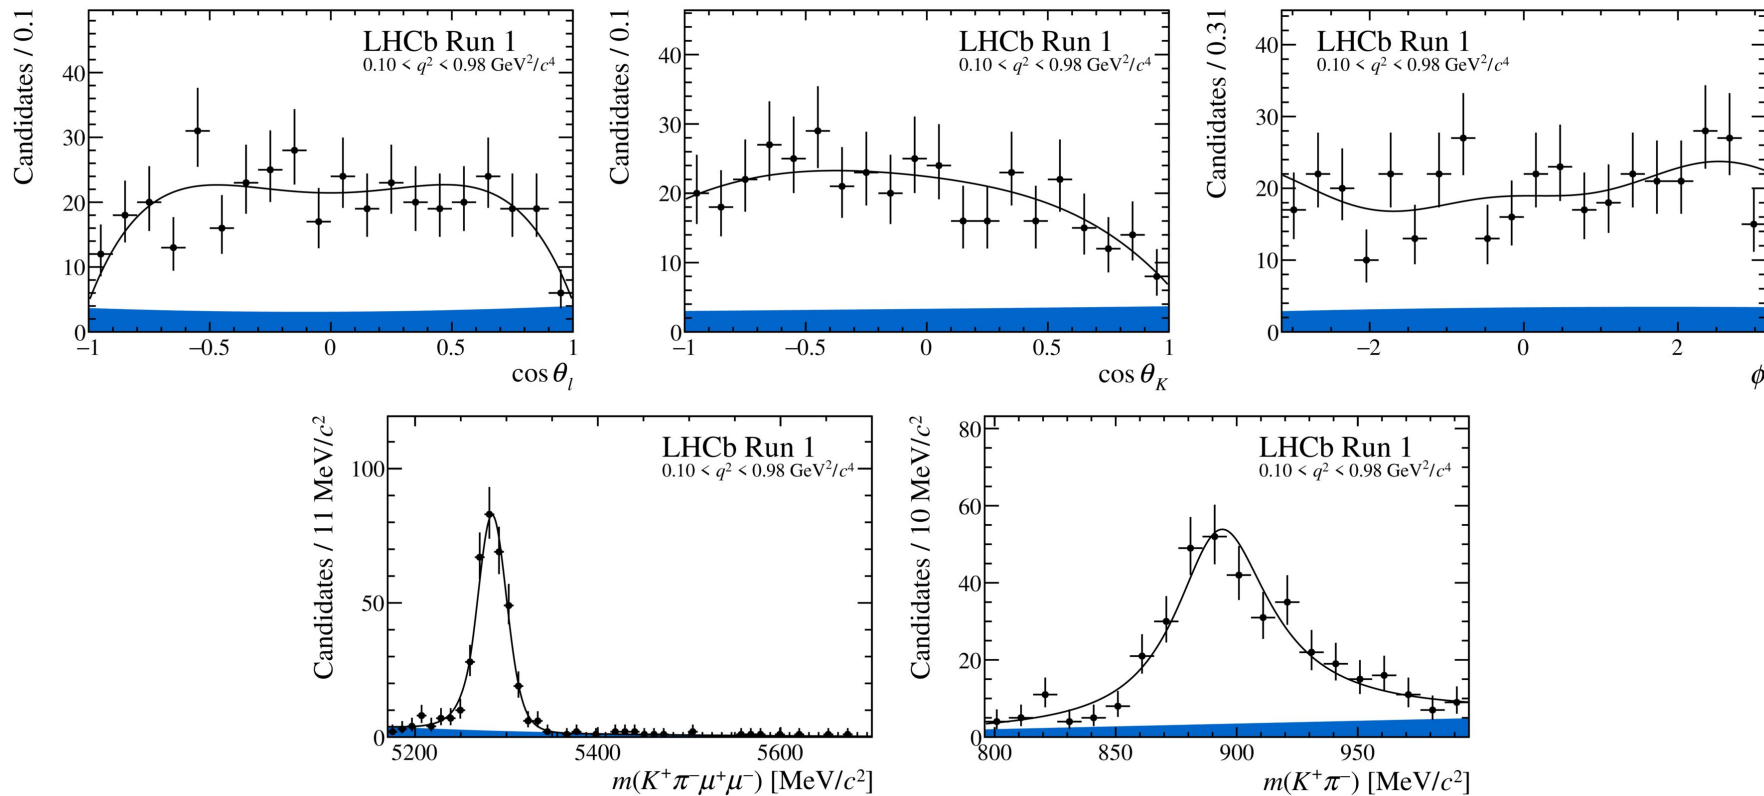 Candidates / 0.1
LHCb Run 1
0.10 < q² < 0.98 GeV²/c⁴
40
30
20
10
0
−1 −0.5 0 0.5 1
cos θ_l
Candidates / 0.1
LHCb Run 1
0.10 < q² < 0.98 GeV²/c⁴
40
30
20
10
0
−1 −0.5 0 0.5 1
cos θ_K
Candidates / 0.31
LHCb Run 1
0.10 < q² < 0.98 GeV²/c⁴
40
30
20
10
0
−2 0 2
ϕ
Candidates / 11 MeV/c²
LHCb Run 1
0.10 < q² < 0.98 GeV²/c⁴
100
50
0
5200 5400 5600
m(K⁺π⁻μ⁺μ⁻) [MeV/c²]
Candidates / 10 MeV/c²
LHCb Run 1
0.10 < q² < 0.98 GeV²/c⁴
80
60
40
20
0
800 850 900 950
m(K⁺π⁻) [MeV/c²]